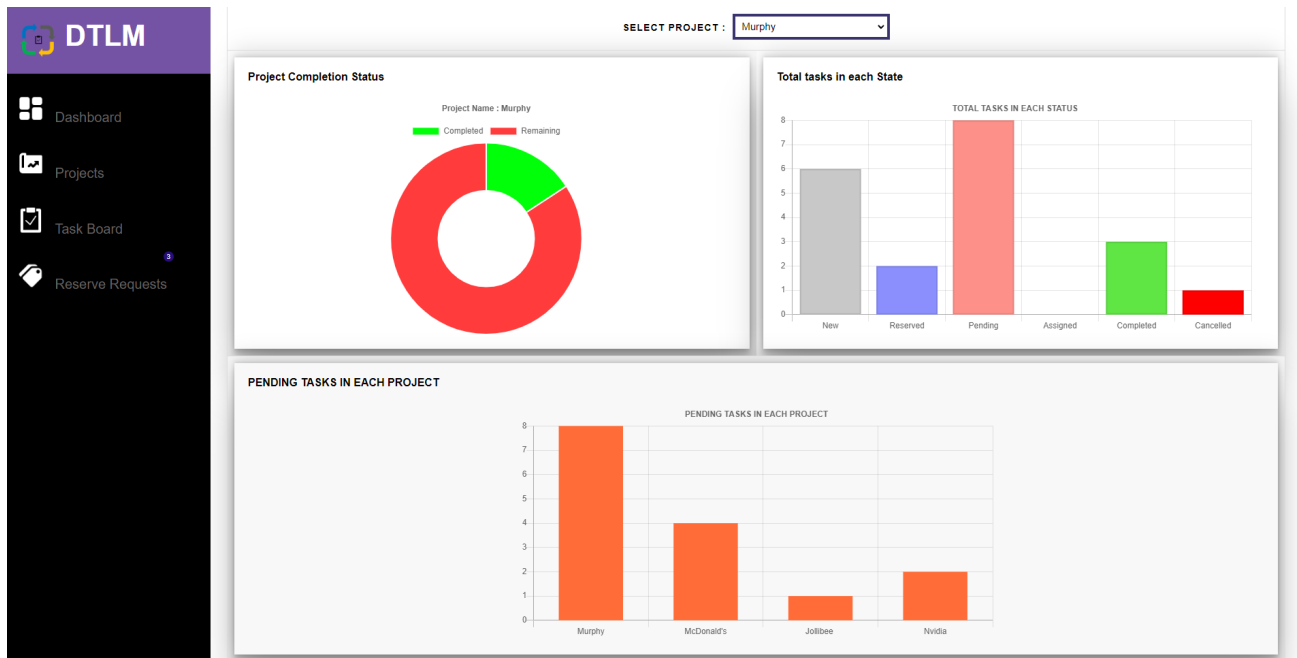 DTLM
Dashboard
Projects
Task Board
3
Reserve Requests
SELECT PROJECT : Murphy
Project Completion Status
Project Name : Murphy
Completed Remaining
Total tasks in each State
TOTAL TASKS IN EACH STATUS
8
7
6
5
4
3
2
1
0
New Reserved Pending Assigned Completed Cancelled
PENDING TASKS IN EACH PROJECT
PENDING TASKS IN EACH PROJECT
8
7
6
5
4
3
2
1
0
Murphy McDonald's Jollibee Nvidia